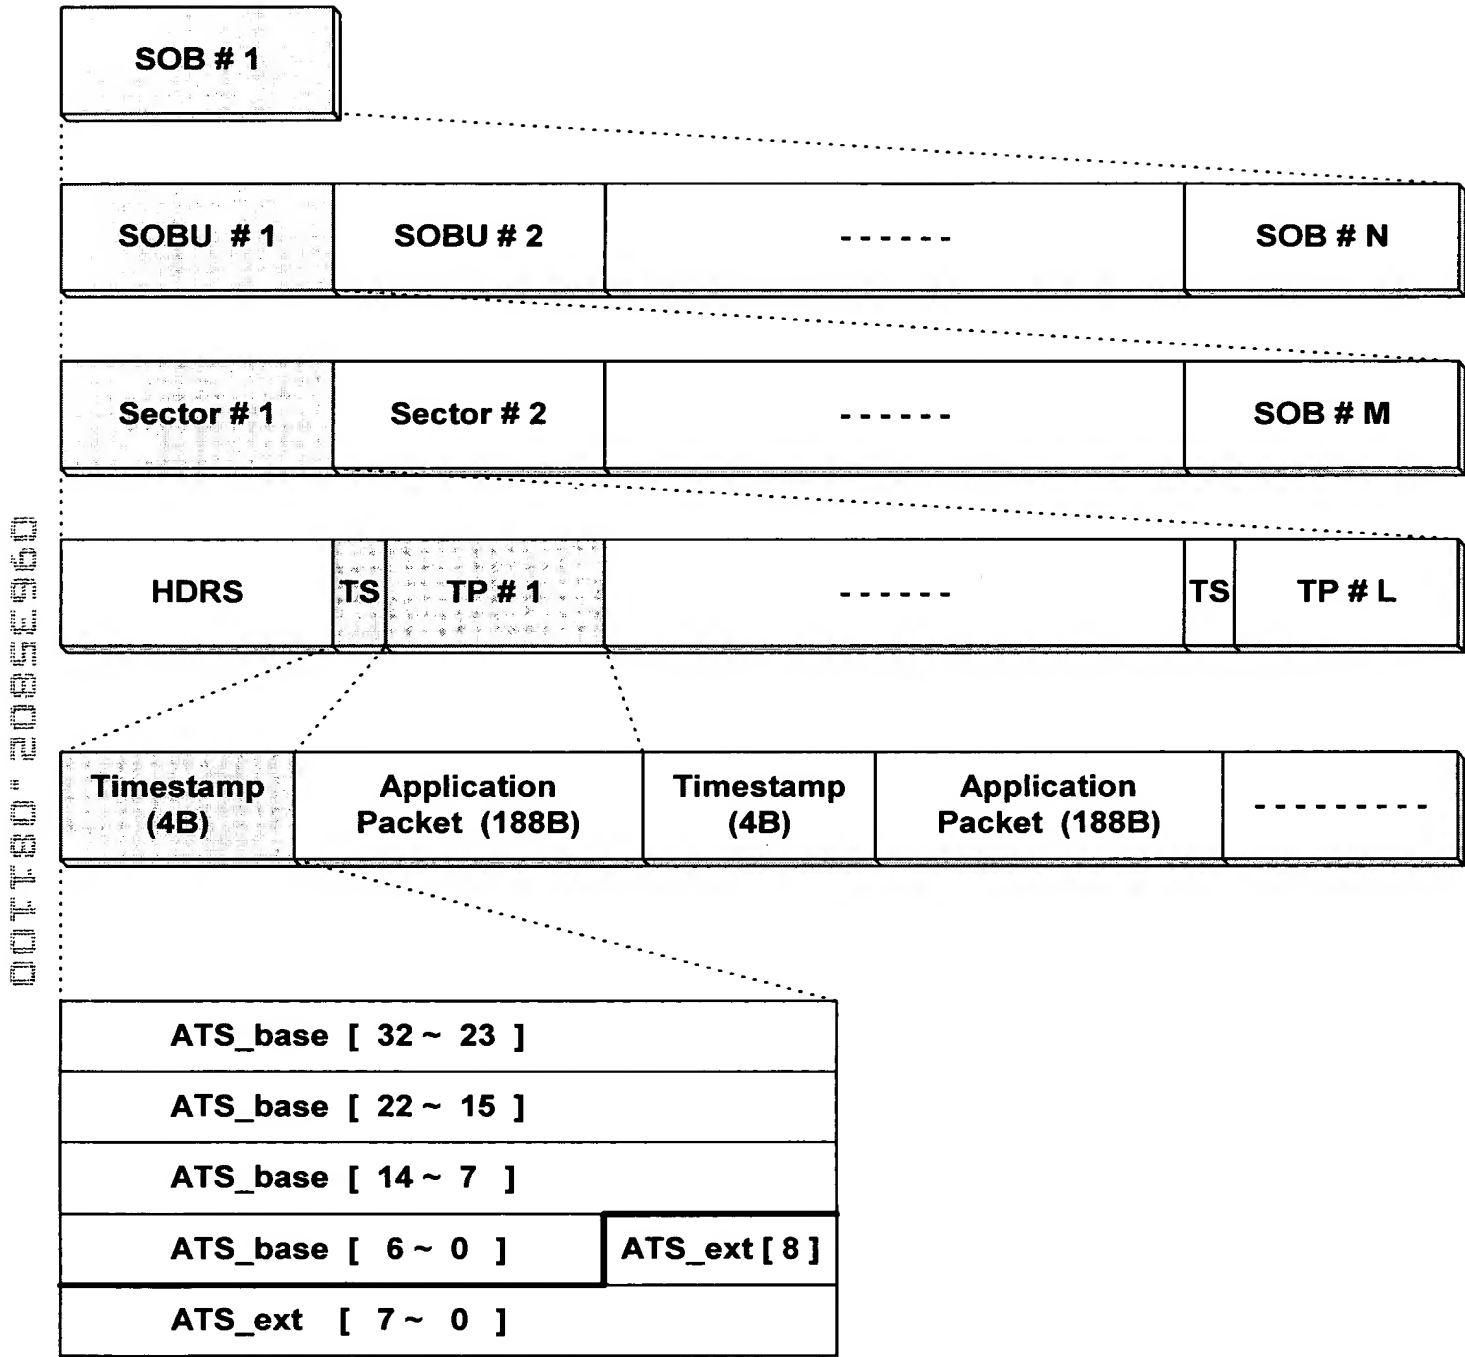 SOB # 1
SOBU # 1 SOBU # 2 - - - - - - SOB # N
Sector # 1 Sector # 2 - - - - - - SOB # M
HDRS TS TP # 1 - - - - - - TS TP # L
Timestamp (4B) Application Packet (188B) Timestamp (4B) Application Packet (188B) - - - - - - - - -
ATS_base [ 32 ~ 23 ]
ATS_base [ 22 ~ 15 ]
ATS_base [ 14 ~ 7 ]
ATS_base [ 6 ~ 0 ] ATS_ext [ 8 ]
ATS_ext [ 7 ~ 0 ]
09635802.081100